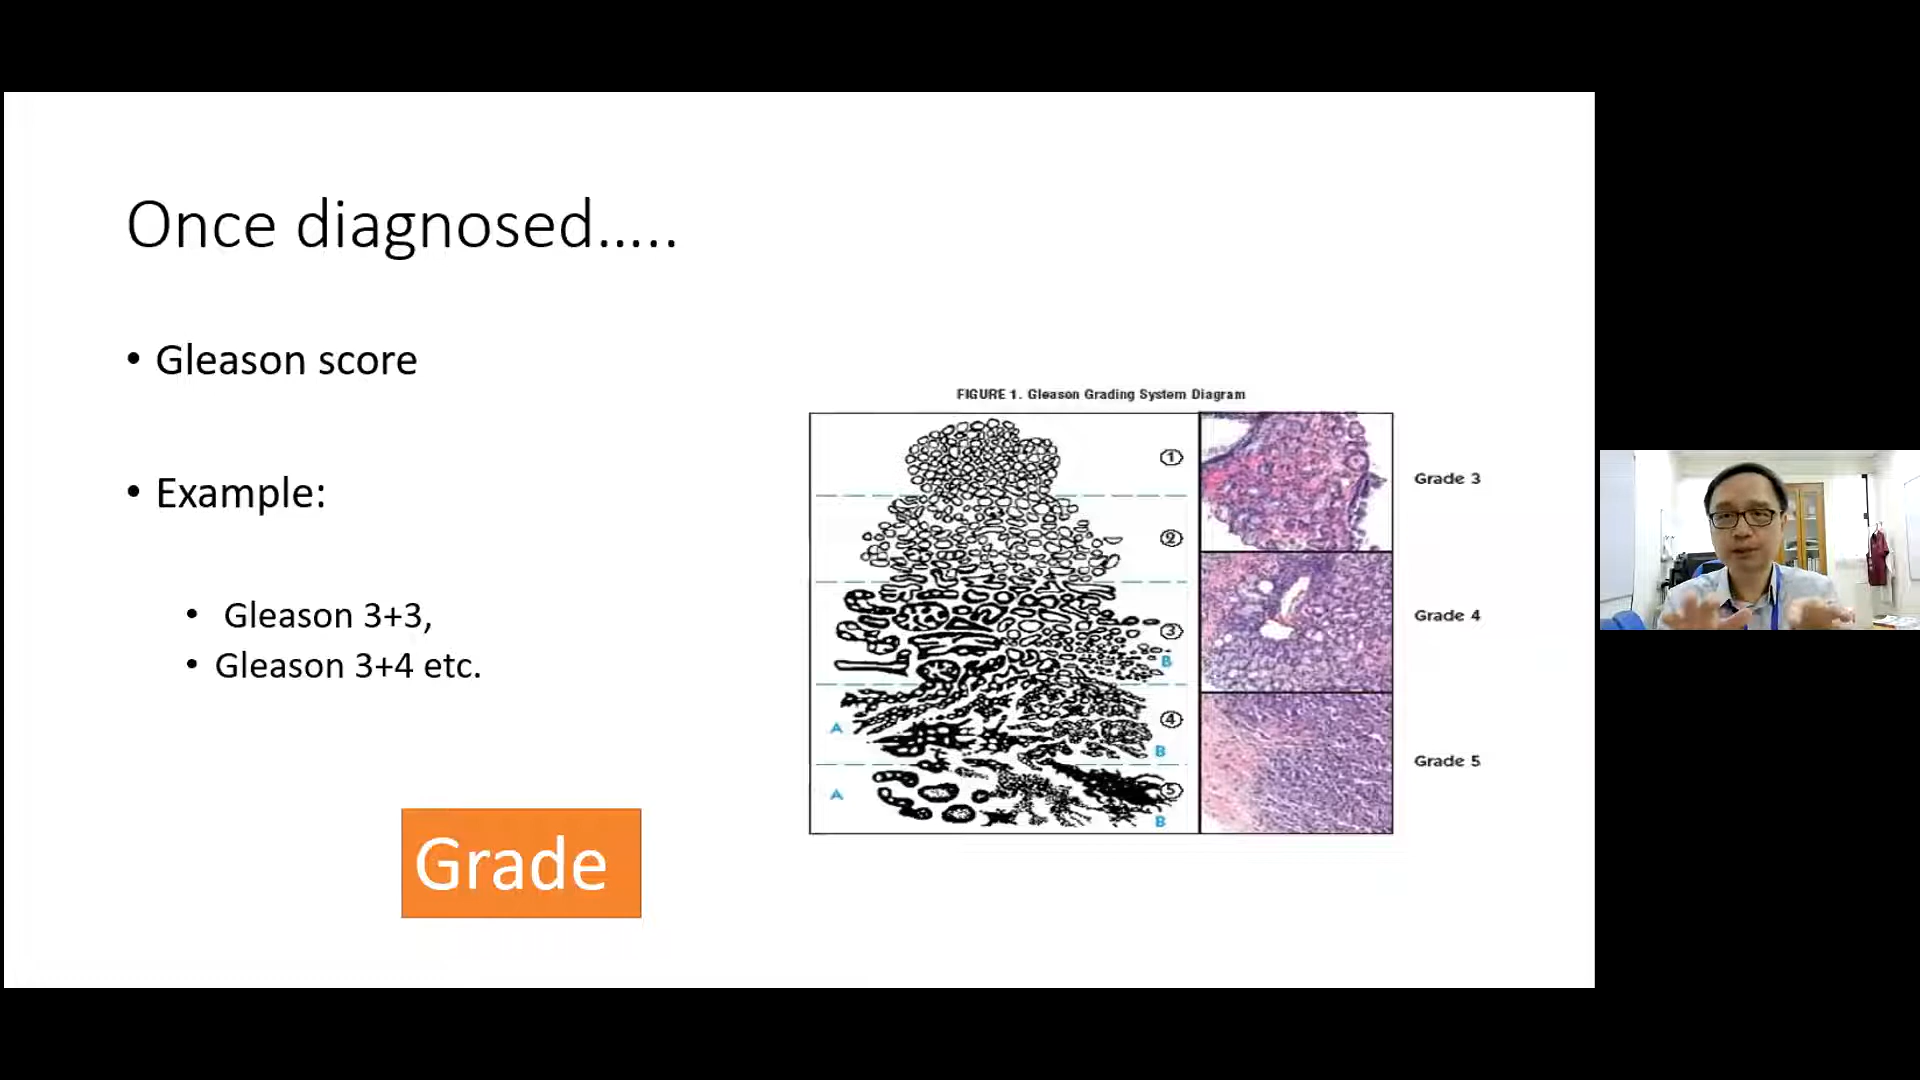 Once diagnosed.....
• Gleason score
• Example:
• Gleason 3+3,
• Gleason 3+4 etc.
Grade
FIGURE 1. Gleason Grading System Diagram
1
2
3
B
A
4
B
A
5
B
Grade 3
Grade 4
Grade 5